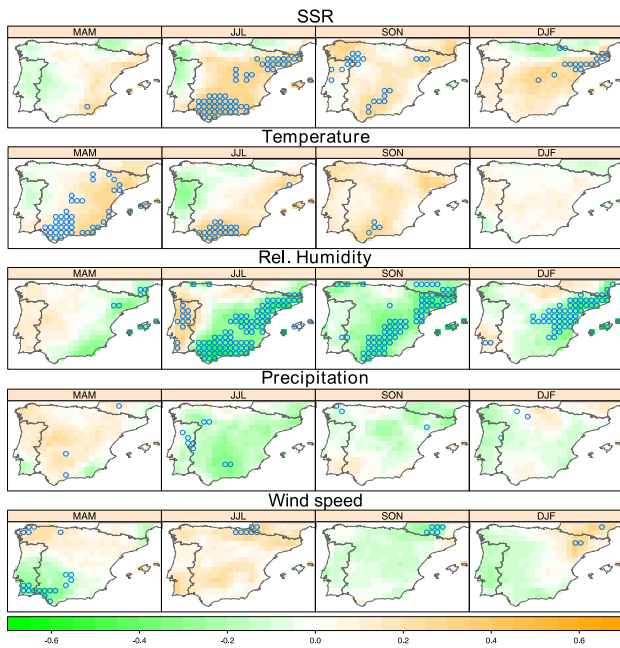 SSR
MAM JJL SON DJF
Temperature
MAM JJL SON DJF
Rel. Humidity
MAM JJL SON DJF
Precipitation
MAM JJL SON DJF
Wind speed
MAM JJL SON DJF
-0.6 -0.4 -0.2 0.0 0.2 0.4 0.6